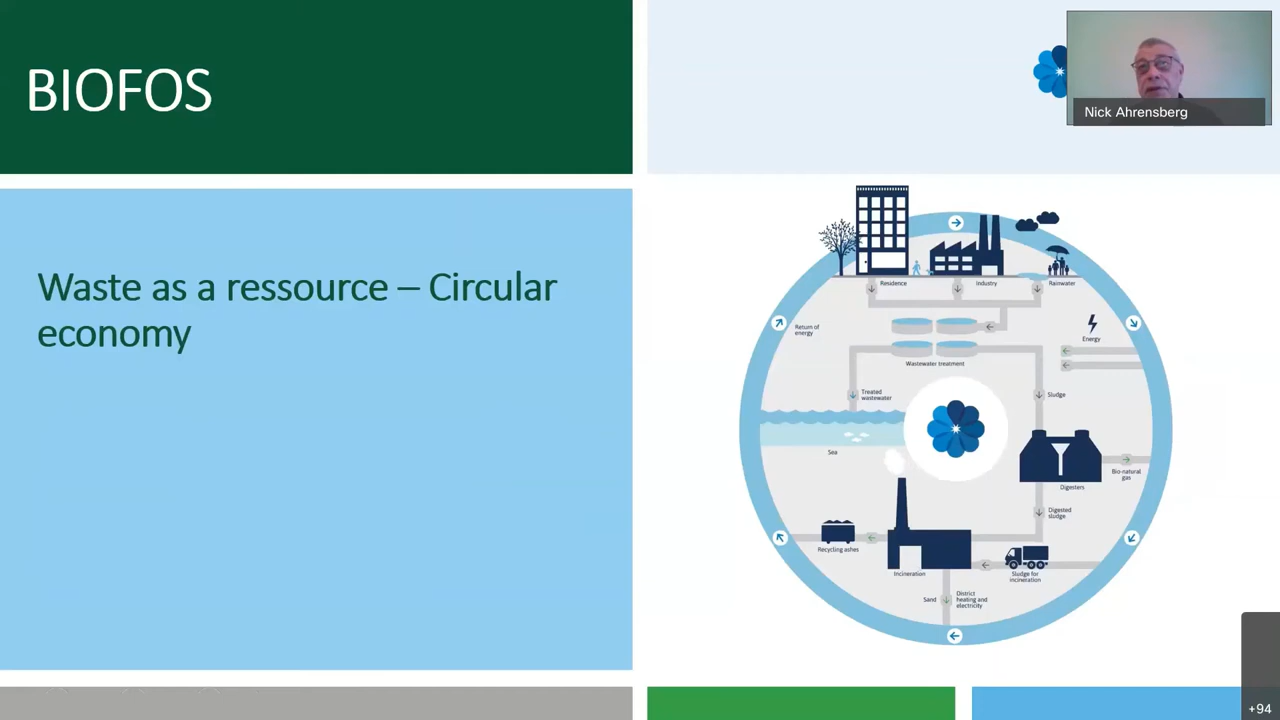 BIOFOS
Nick Ahrensberg
Waste as a ressource – Circular
economy
Residence
Industry
Rainwater
Return of
energy
Energy
Wastewater treatment
Treated
wastewater
Sludge
Sea
Digesters
Bio-natural
gas
Digested
sludge
Recycling ashes
Incineration
Sludge for
incineration
Sand
District
heating and
electricity
+94